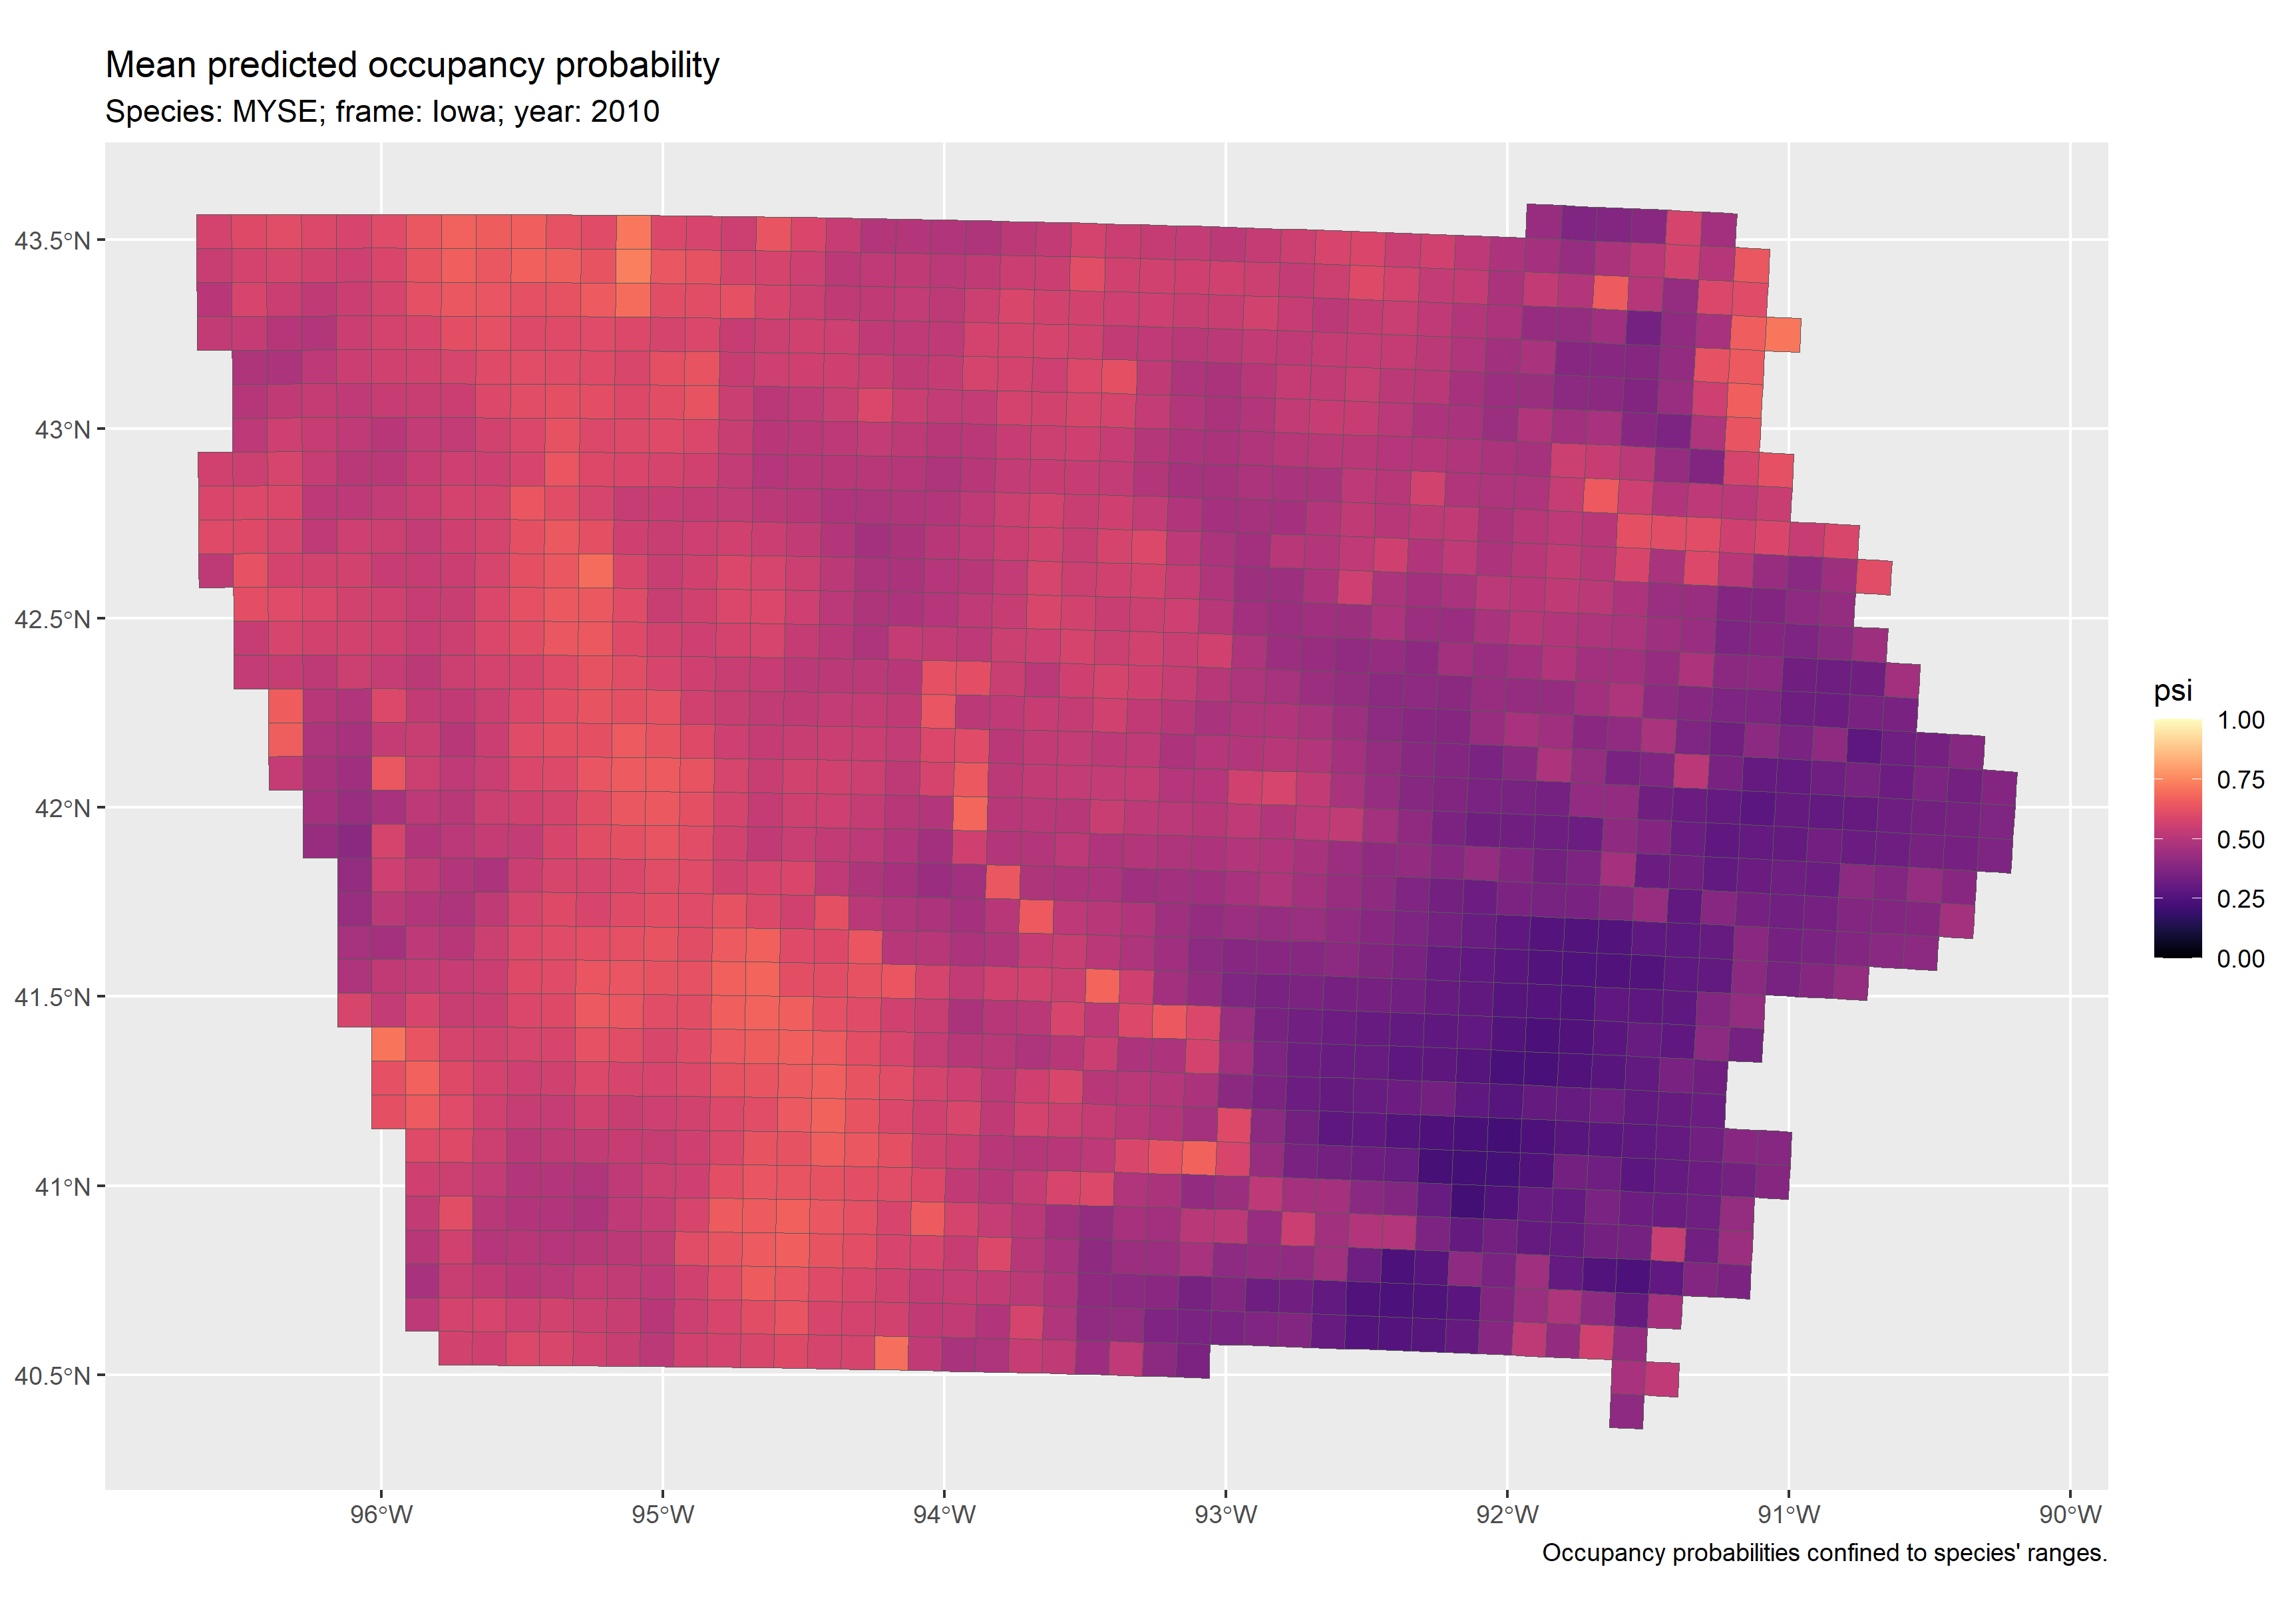 Mean predicted occupancy probability
Species: MYSE; frame: Iowa; year: 2010
43.5°N
43°N
42.5°N
42°N
41.5°N
41°N
40.5°N
96°W
95°W
94°W
93°W
92°W
91°W
90°W
psi
1.00
0.75
0.50
0.25
0.00
Occupancy probabilities confined to species' ranges.